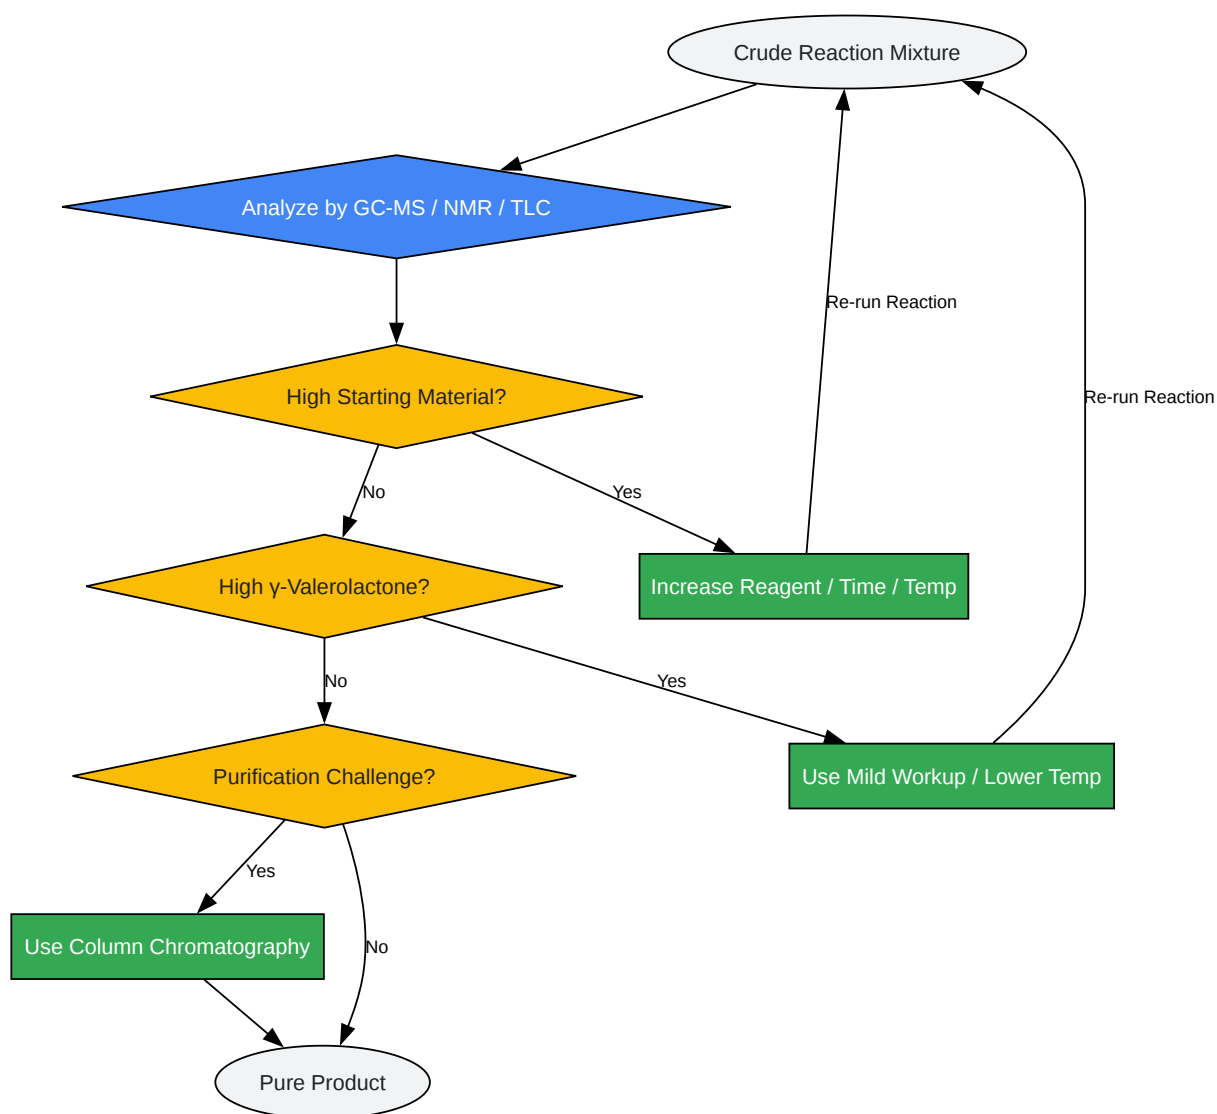 Crude Reaction Mixture
Analyze by GC-MS / NMR / TLC
Re-run Reaction
High Starting Material?
Re-run Reaction
No
Yes
High γ-Valerolactone?
Increase Reagent / Time / Temp
No
Yes
Purification Challenge?
Use Mild Workup / Lower Temp
Yes
Use Column Chromatography
No
Pure Product